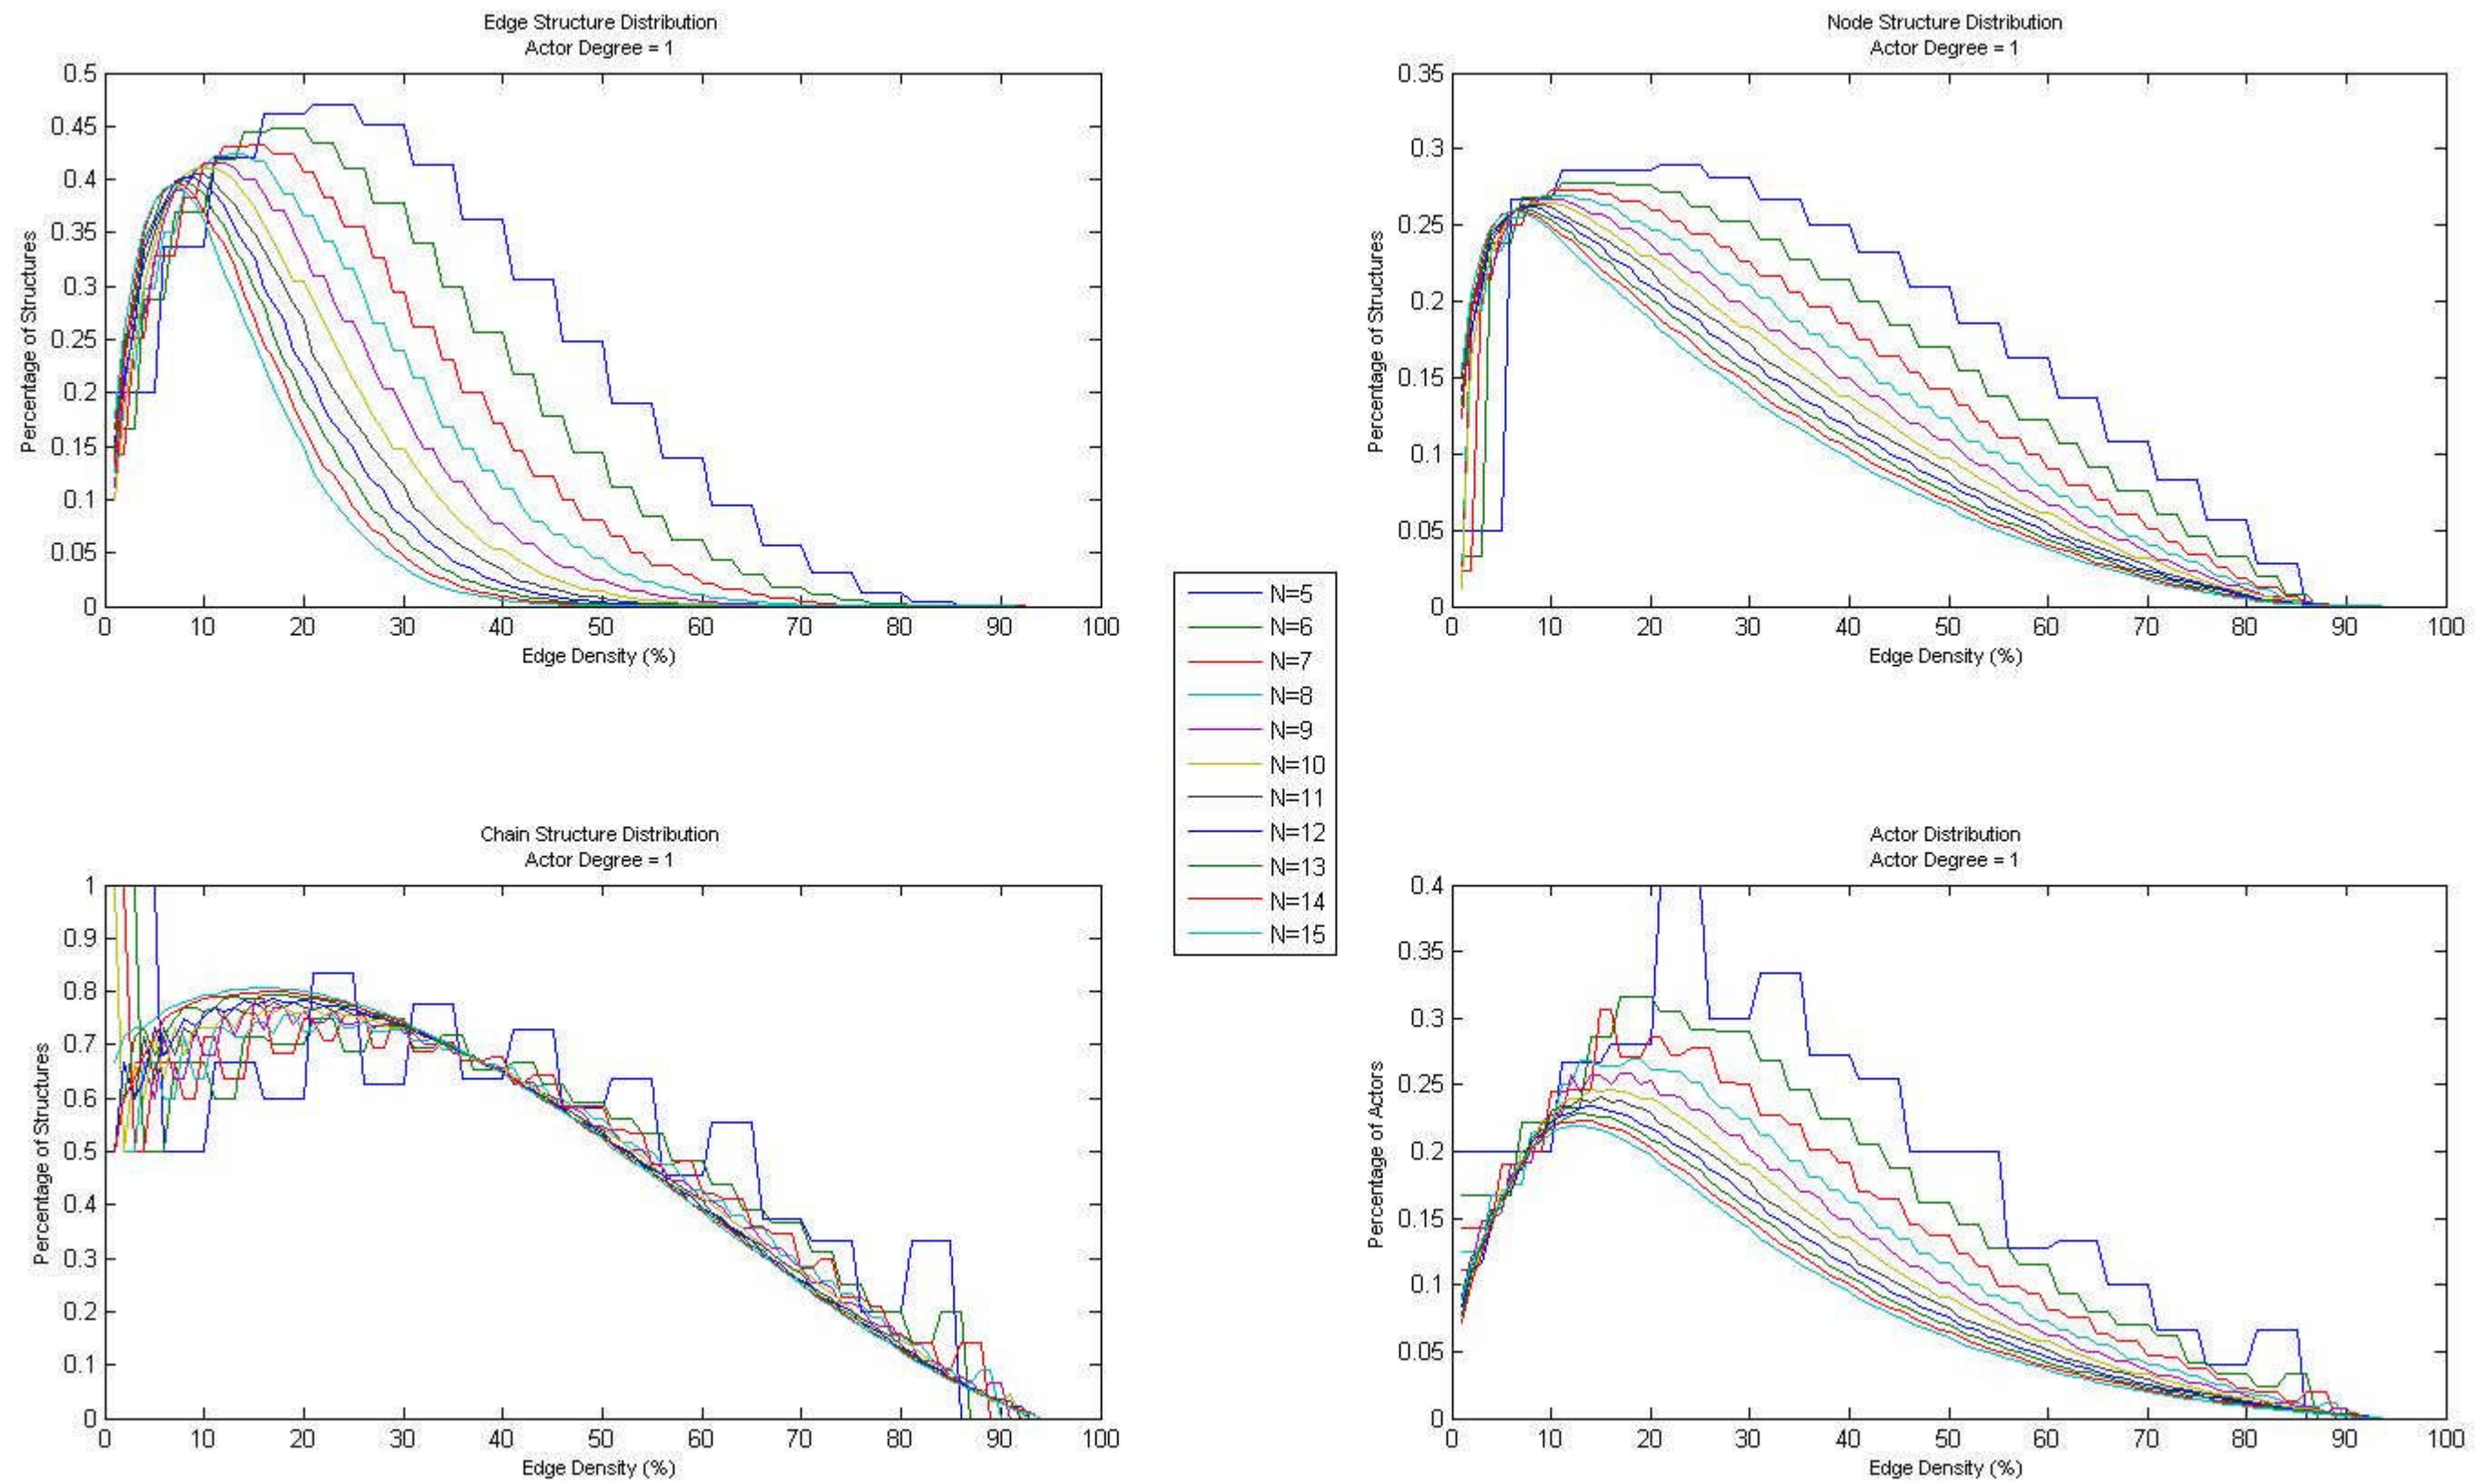 Edge Structure Distribution
Actor Degree = 1
0.5
0.45
0.4
0.35
0.3
0.25
0.2
0.15
0.1
0.05
0
Percentage of Structures
0 10 20 30 40 50 60 70 80 90 100
Edge Density (%)
Node Structure Distribution
Actor Degree = 1
0.35
0.3
0.25
0.2
0.15
0.1
0.05
0
Percentage of Structures
0 10 20 30 40 50 60 70 80 90 100
Edge Density (%)
N=5
N=6
N=7
N=8
N=9
N=10
N=11
N=12
N=13
N=14
N=15
Chain Structure Distribution
Actor Degree = 1
1
0.9
0.8
0.7
0.6
0.5
0.4
0.3
0.2
0.1
0
Percentage of Structures
0 10 20 30 40 50 60 70 80 90 100
Edge Density (%)
Actor Distribution
Actor Degree = 1
0.4
0.35
0.3
0.25
0.2
0.15
0.1
0.05
0
Percentage of Actors
0 10 20 30 40 50 60 70 80 90 100
Edge Density (%)